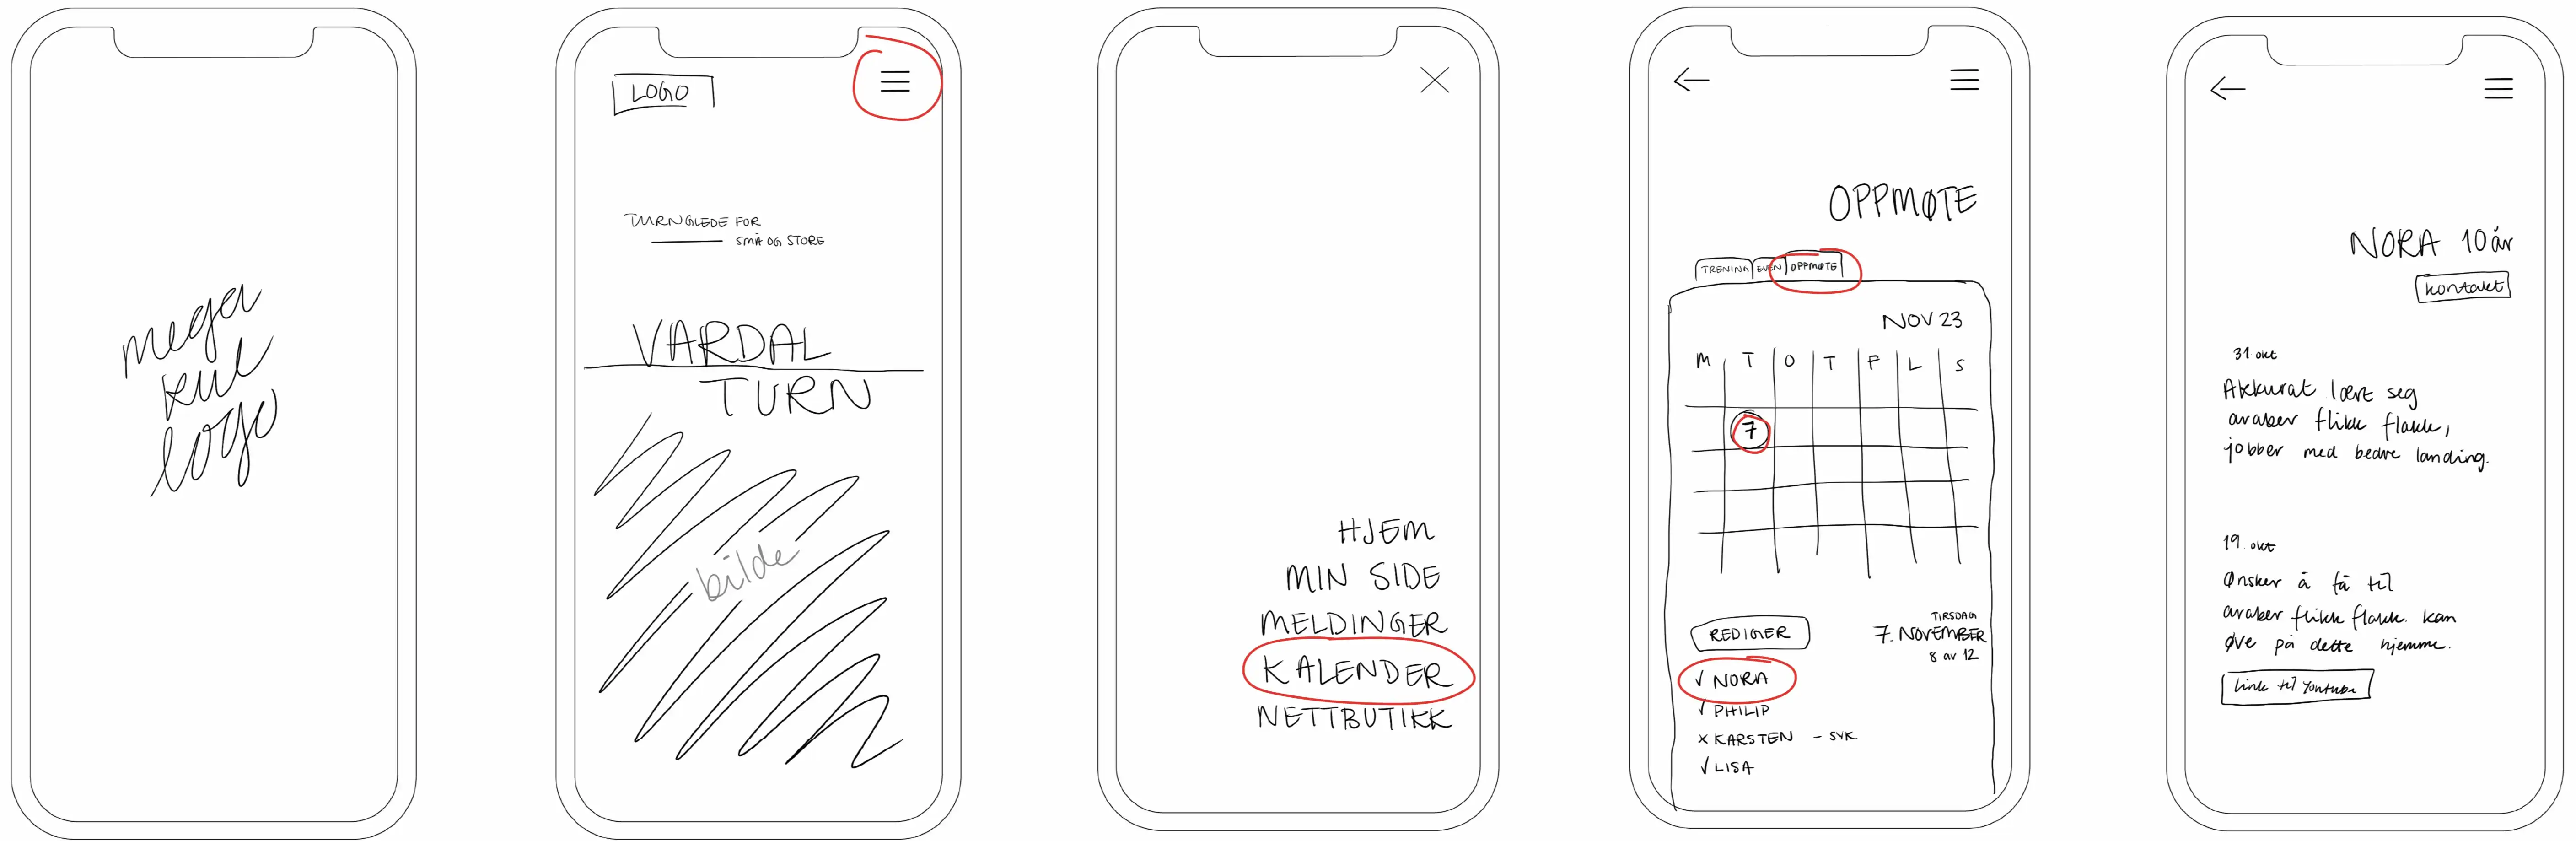 mega
kul
logo
LOGO
TURNGLEDE FOR
SMÅ OG STORE
VARDAL
TURN
bilde
HJEM
MIN SIDE
MELDINGER
KALENDER
NETTBUTIKK
OPPMØTE
TRENING EVEN OPPMØTE
NOV 23
M T O T F L S
7
REDIGER
TIRSDAG
7. NOVEMBER
8 av 12
✓ NORA
✓ PHILIP
x KARSTEN - SYK
✓ LISA
NORA 10 år
kontakt
31. okt
Akkurat lært seg
araber flikk flakk,
jobber med bedre landing.
19. okt
Ønsker å få til
araber flikk flakk. kan
øve på dette hjemme.
Link til Youtube